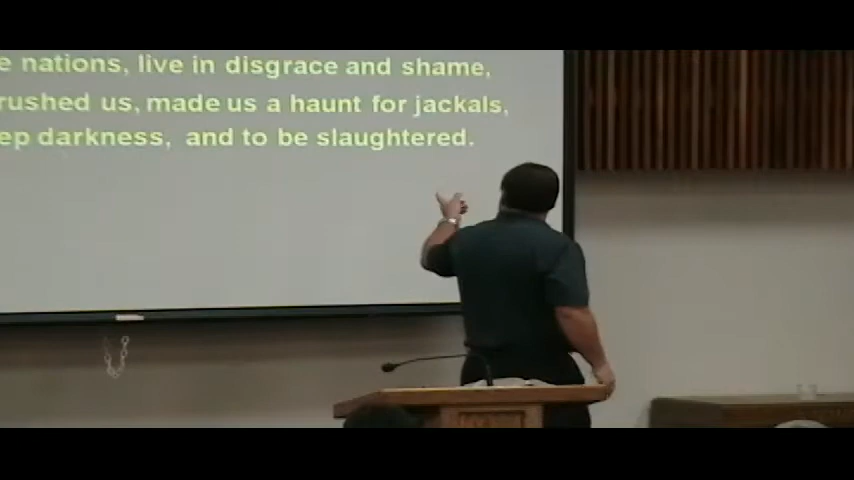 e nations, live in disgrace and shame,
rushed us, made us a haunt for jackals,
ep darkness, and to be slaughtered.